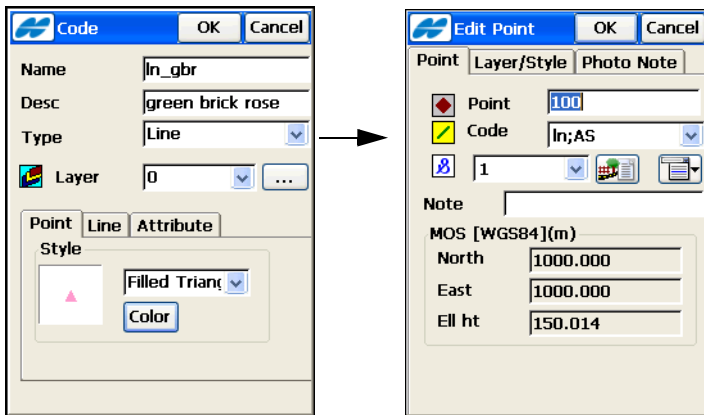 Code OK Cancel
Name ln_gbr
Desc green brick rose
Type Line
Layer 0 ...
Point Line Attribute
Style
Filled Triang
Color
Edit Point OK Cancel
Point Layer/Style Photo Note
Point 100
Code ln;AS
1
Note
MOS [WGS84](m)
North 1000.000
East 1000.000
Ell ht 150.014